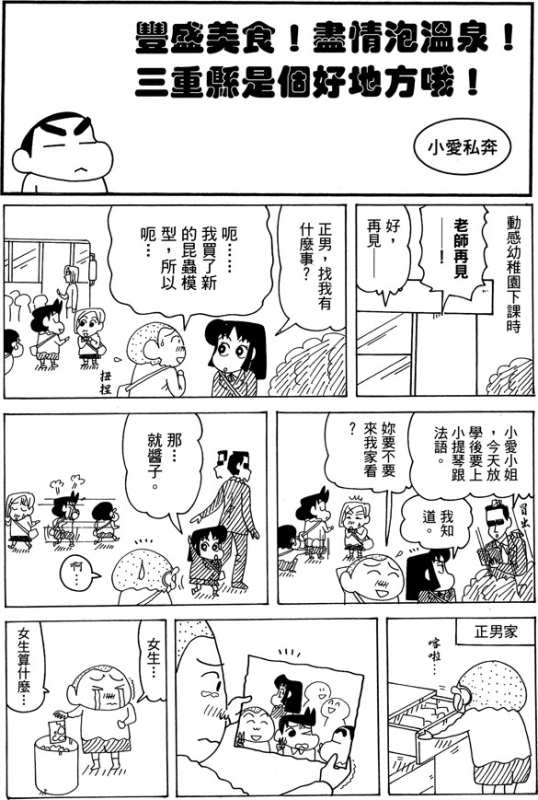 豐盛美食！盡情泡溫泉！
三重縣是個好地方哦！
小愛私奔
動感幼稚園下課時
老師再見
──！
好，
再見──
正男，找我有
什麼事？
呃……
我買了新
的昆蟲模
型，所以
呃…
扭捏
小愛小姐
，今天放
學後要上
小提琴跟
法語。
冒出
我知
道。
妳要不要
來我家看
？
那…
就醬子。
啊…
正男家
喀啦…
女生…
女生算什麼…